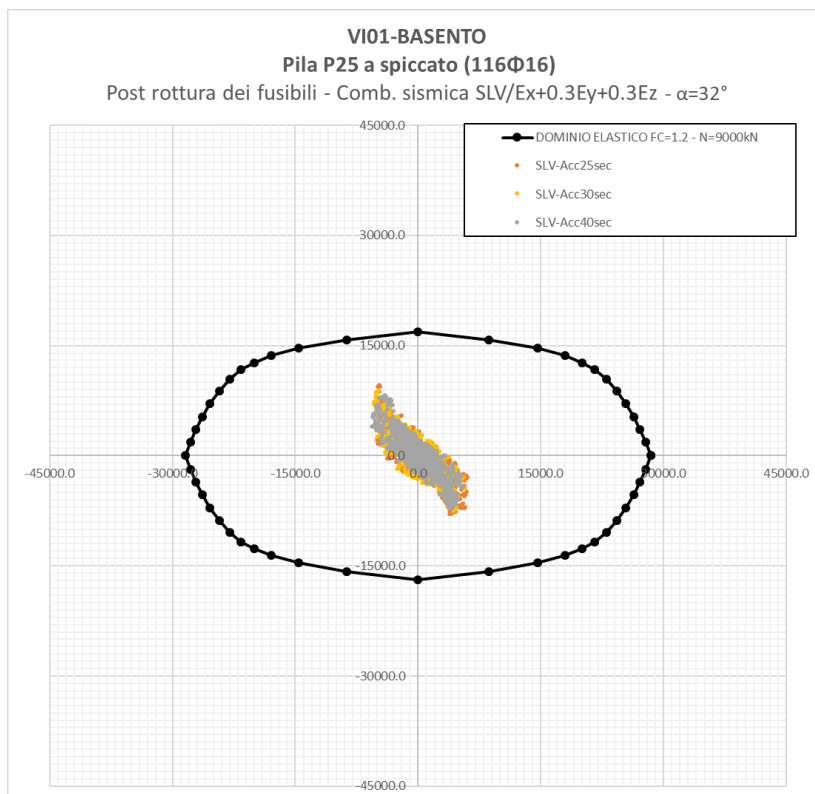 VI01-BASENTO
Pila P25 a spiccato (116Φ16)
Post rottura dei fusibili - Comb. sismica SLV/Ex+0.3Ey+0.3Ez - α=32°
45000.0
DOMINIO ELASTICO FC=1.2 - N=9000kN
SLV-Acc25sec
SLV-Acc30sec
SLV-Acc40sec
30000.0
15000.0
0.0
-45000.0 -30000.0 -15000.0 0.0 15000.0 30000.0 45000.0
-15000.0
-30000.0
-45000.0